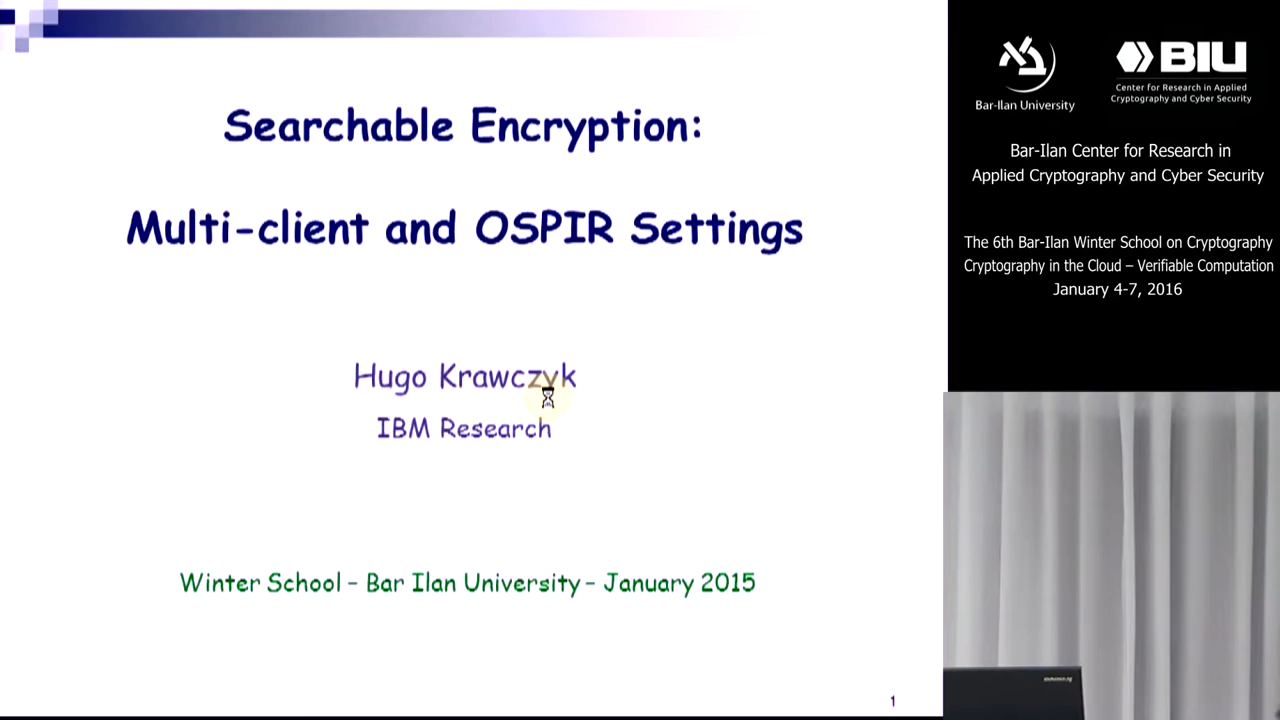 Searchable Encryption:
Multi-client and OSPIR Settings
Hugo Krawczyk
IBM Research
Winter School – Bar Ilan University – January 2015
1
Bar-Ilan University
BIU
Center for Research in Applied
Cryptography and Cyber Security
Bar-Ilan Center for Research in
Applied Cryptography and Cyber Security
The 6th Bar-Ilan Winter School on Cryptography
Cryptography in the Cloud – Verifiable Computation
January 4-7, 2016